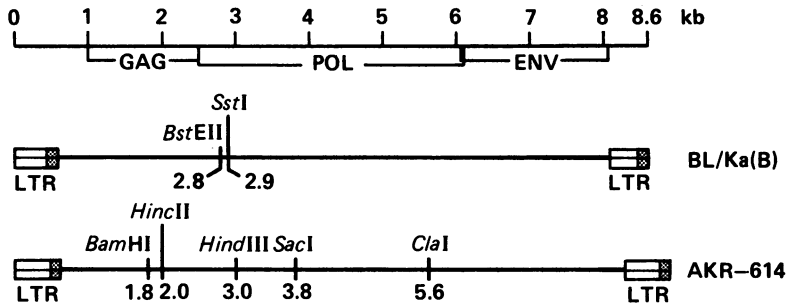 0 1 2 3 4 5 6 7 8 8.6 kb
GAG POL ENV
SstI
BstEII
BL/Ka(B)
LTR 2.8 2.9 LTR
HincII
BamHI HindIII SacI ClaI
AKR-614
LTR 1.8 2.0 3.0 3.8 5.6 LTR